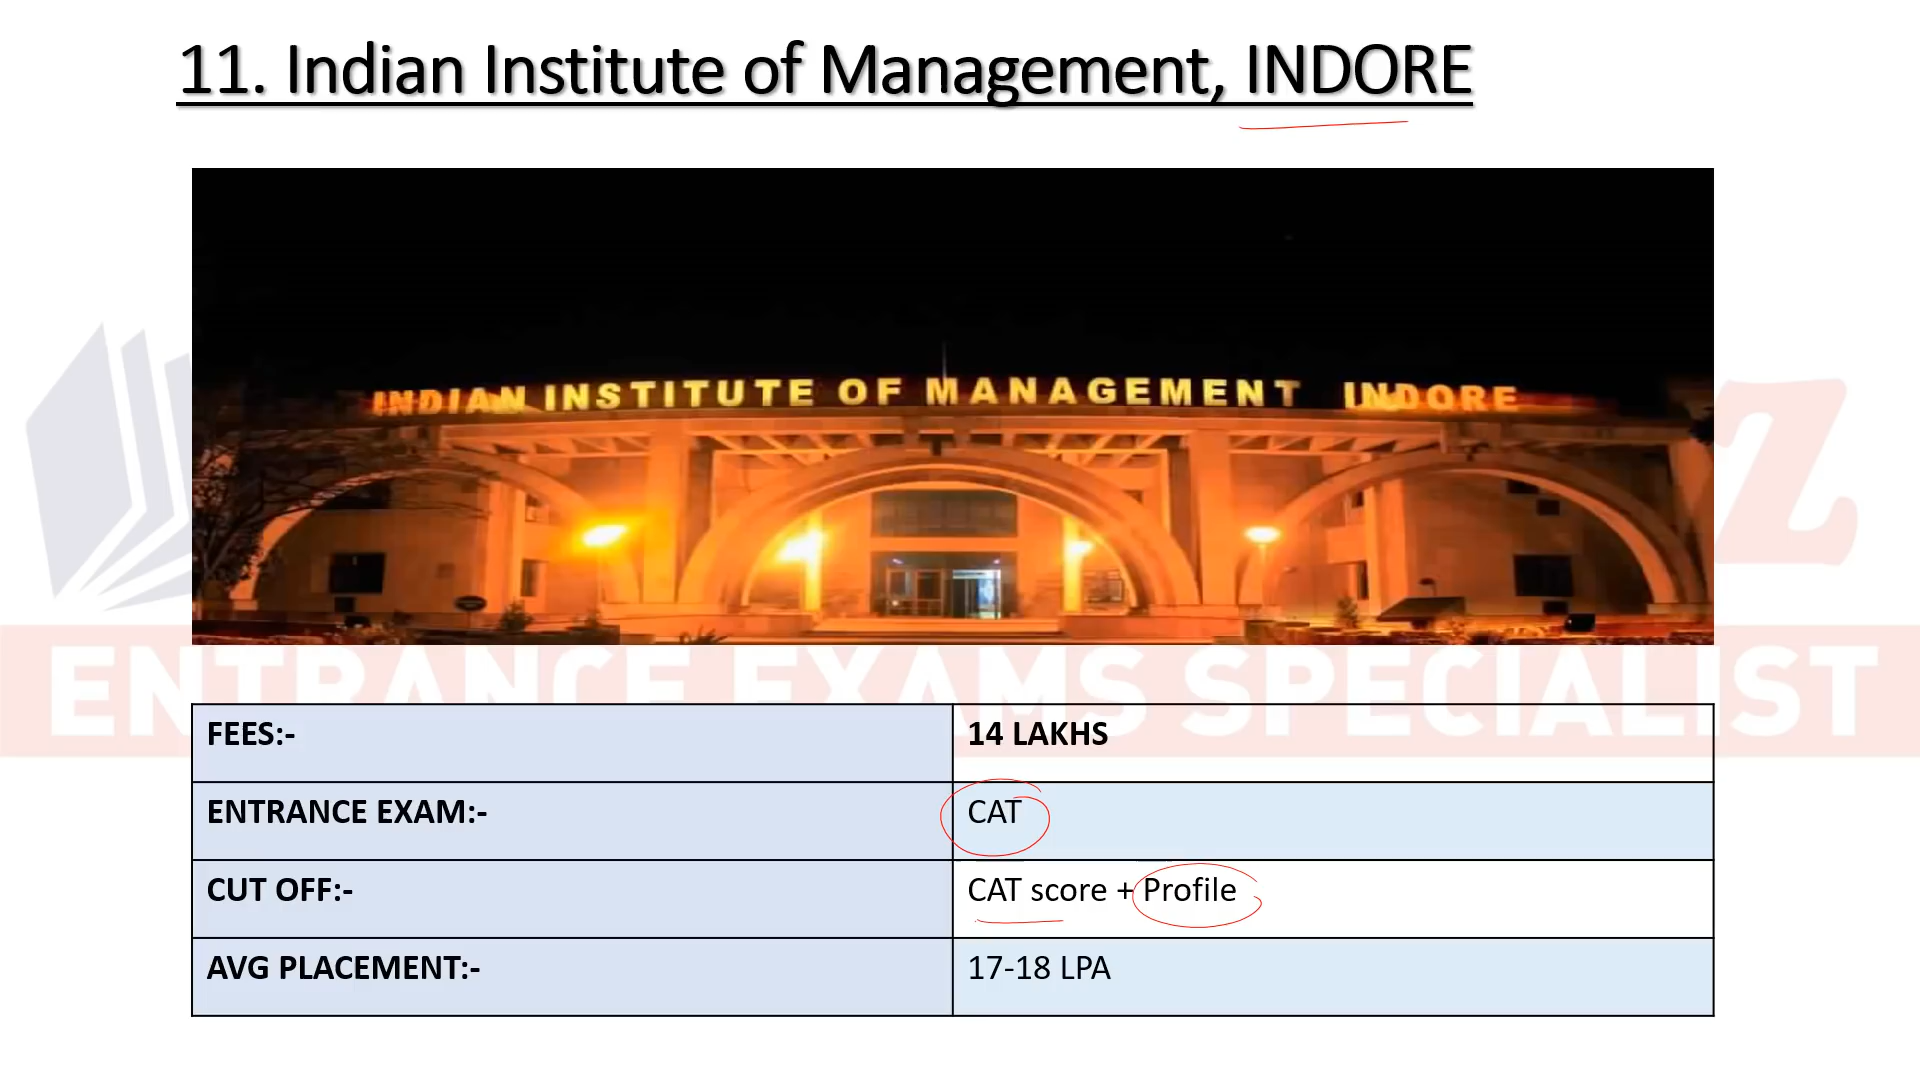 11. Indian Institute of Management, INDORE
INDIAN INSTITUTE OF MANAGEMENT INDORE
Z
ENTRANCE EXAMS SPECIALIST
FEES:- 14 LAKHS
ENTRANCE EXAM:- CAT
CUT OFF:- CAT score + Profile
AVG PLACEMENT:- 17-18 LPA